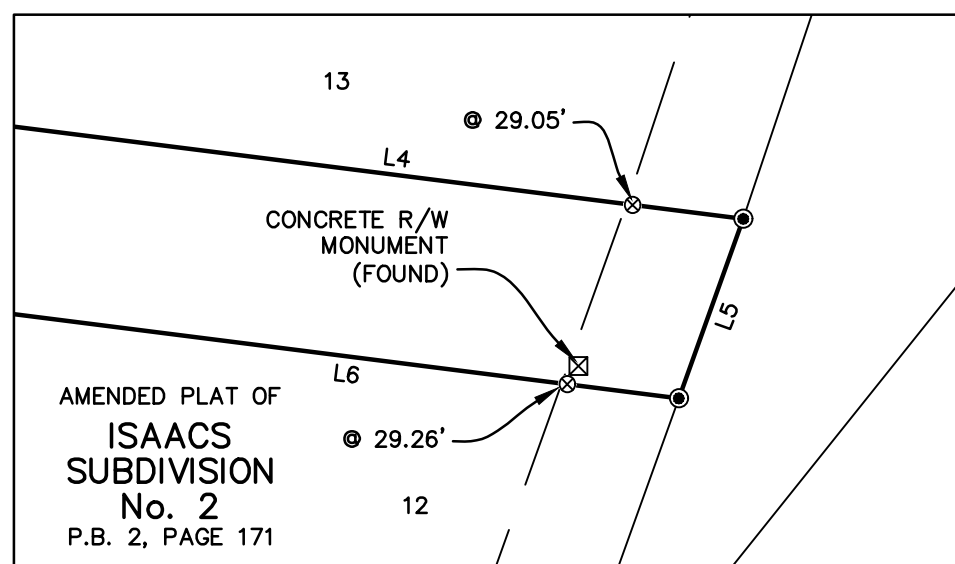 13
@ 29.05'
L4
CONCRETE R/W
MONUMENT
(FOUND)
L5
L6
AMENDED PLAT OF
ISAACS
SUBDIVISION
No. 2
P.B. 2, PAGE 171
@ 29.26'
12